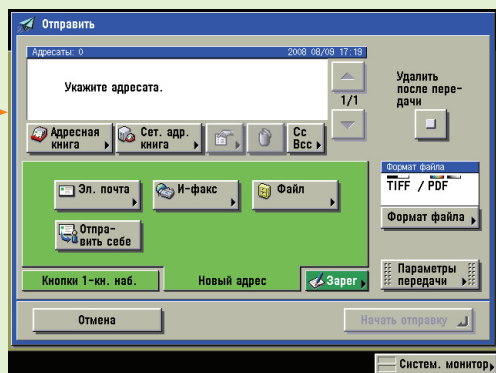 Отправить
Адресаты: 0
2008 08/09 17:19
Укажите адресата.
1/1
Удалить
после пере-
дачи
Адресная
книга
Сет. адр.
книга
Cc
Bcc
Эл. почта
И-факс
Файл
Отпра-
вить себе
Формат файла
TIFF / PDF
Формат файла
Кнопки 1-кн. наб.
Новый адрес
Зарег
Параметры
передачи
Отмена
Начать отправку
Систем. монитор